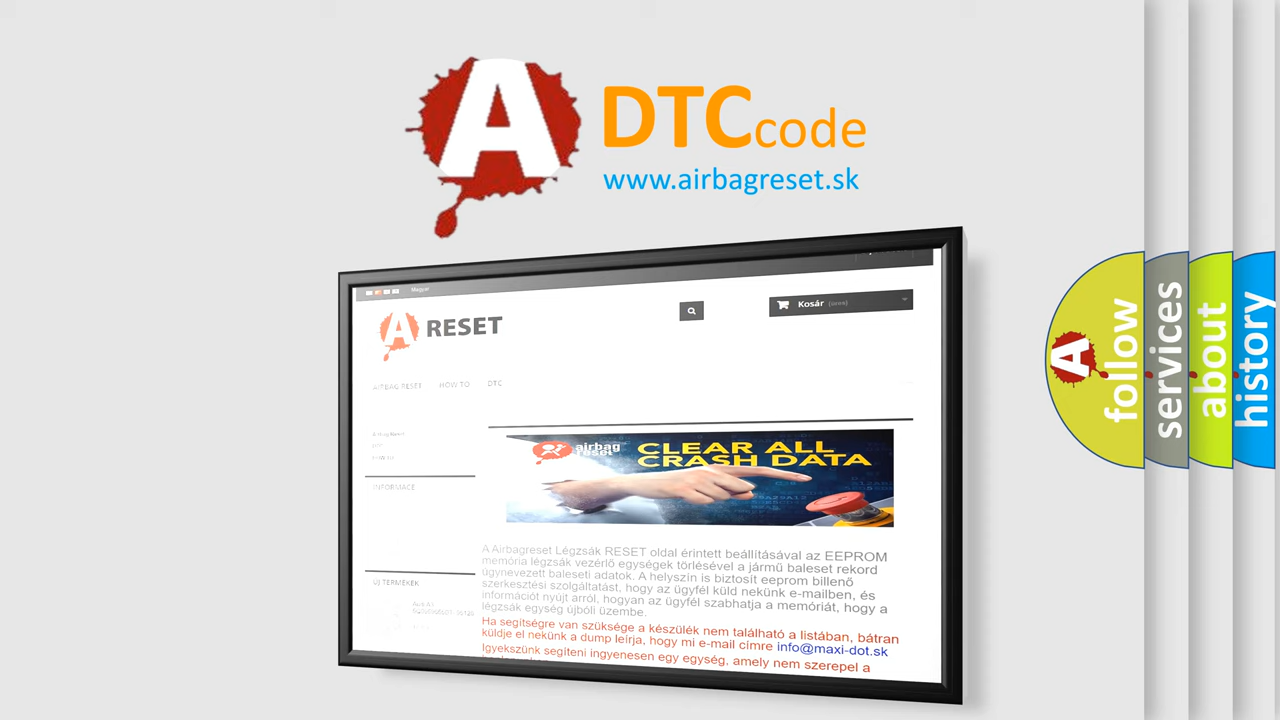 A DTCcode
www.airbagreset.sk
Magyar
Kosár (üres)
A RESET
AIRBAG RESET HOW TO DTC
INFORMACE
airbag
reset
CLEAR ALL
CRASH DATA
A Airbagreset Légzsák RESET oldal érintett beállításával az EEPROM
memória légzsák vezérlő egységek törlésével a jármű baleset rekord
úgynevezett baleseti adatok. A helyszín is biztosít eeprom billenő
szerkesztési szolgáltatást, hogy az ügyfél küld nekünk e-mailben, és
információt nyújt arról, hogyan az ügyfél szabhatja a memóriát, hogy a
légzsák egység újbóli üzembe.
Ha segítségre van szüksége a készülék nem található a listában, bátran
küldje el nekünk a dump leírja, hogy mi e-mail címre info@maxi-dot.sk
Igyekszünk segíteni ingyenesen egy egység, amely nem szerepel a
ÚJ TERMÉKEK
A
follow
services
about
history